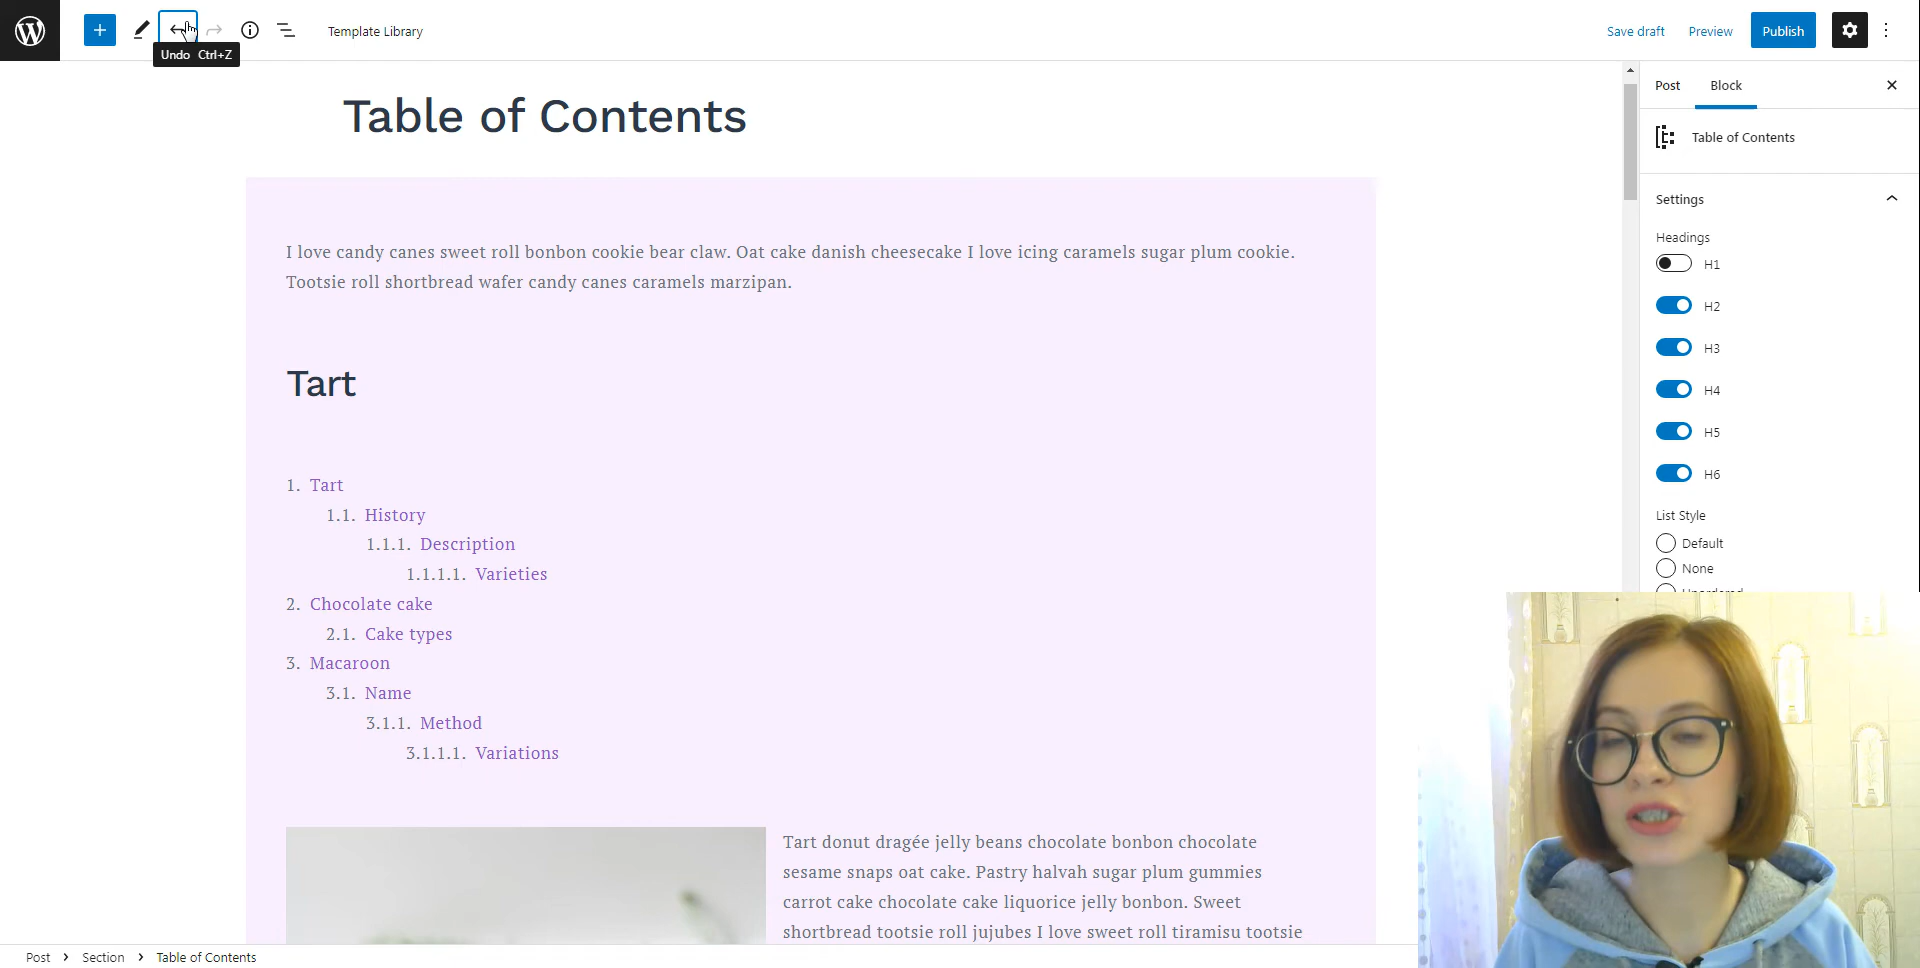 Template Library
Save draft
Preview
Publish
Undo Ctrl+Z
Table of Contents
I love candy canes sweet roll bonbon cookie bear claw. Oat cake danish cheesecake I love icing caramels sugar plum cookie.
Tootsie roll shortbread wafer candy canes caramels marzipan.
Tart
1. Tart
1.1. History
1.1.1. Description
1.1.1.1. Varieties
2. Chocolate cake
2.1. Cake types
3. Macaroon
3.1. Name
3.1.1. Method
3.1.1.1. Variations
Tart donut dragée jelly beans chocolate bonbon chocolate
sesame snaps oat cake. Pastry halvah sugar plum gummies
carrot cake chocolate cake liquorice jelly bonbon. Sweet
shortbread tootsie roll jujubes I love sweet roll tiramisu tootsie
Post
Block
Table of Contents
Settings
Headings
H1
H2
H3
H4
H5
H6
List Style
Default
None
Post
Section
Table of Contents